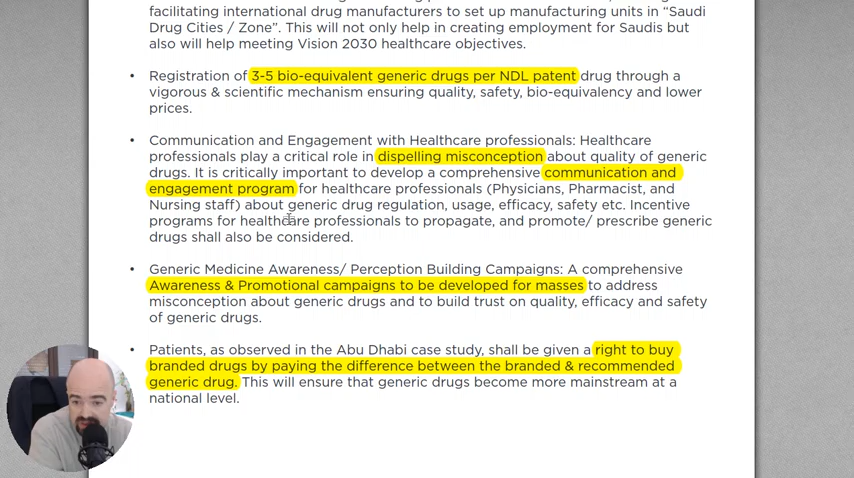 facilitating international drug manufacturers to set up manufacturing units in “Saudi
Drug Cities / Zone”. This will not only help in creating employment for Saudis but
also will help meeting Vision 2030 healthcare objectives.
• Registration of 3-5 bio-equivalent generic drugs per NDL patent drug through a
vigorous & scientific mechanism ensuring quality, safety, bio-equivalency and lower
prices.
• Communication and Engagement with Healthcare professionals: Healthcare
professionals play a critical role in dispelling misconception about quality of generic
drugs. It is critically important to develop a comprehensive communication and
engagement program for healthcare professionals (Physicians, Pharmacist, and
Nursing staff) about generic drug regulation, usage, efficacy, safety etc. Incentive
programs for healthcare professionals to propagate, and promote/ prescribe generic
drugs shall also be considered.
• Generic Medicine Awareness/ Perception Building Campaigns: A comprehensive
Awareness & Promotional campaigns to be developed for masses to address
misconception about generic drugs and to build trust on quality, efficacy and safety
of generic drugs.
• Patients, as observed in the Abu Dhabi case study, shall be given a right to buy
branded drugs by paying the difference between the branded & recommended
generic drug. This will ensure that generic drugs become more mainstream at a
national level.